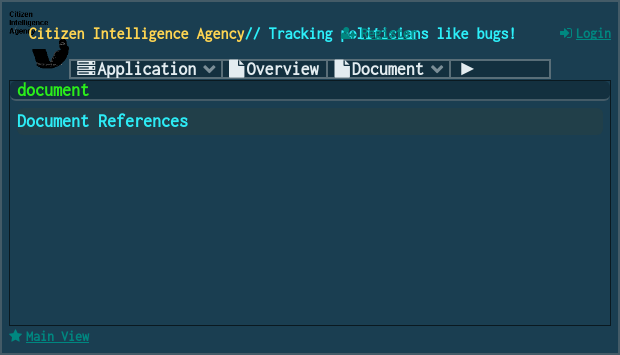 Citizen
Intelligence
Agency
Citizen Intelligence Agency// Tracking politicians like bugs!
Register
Login
Application
Overview
Document
document
Document References
Main View